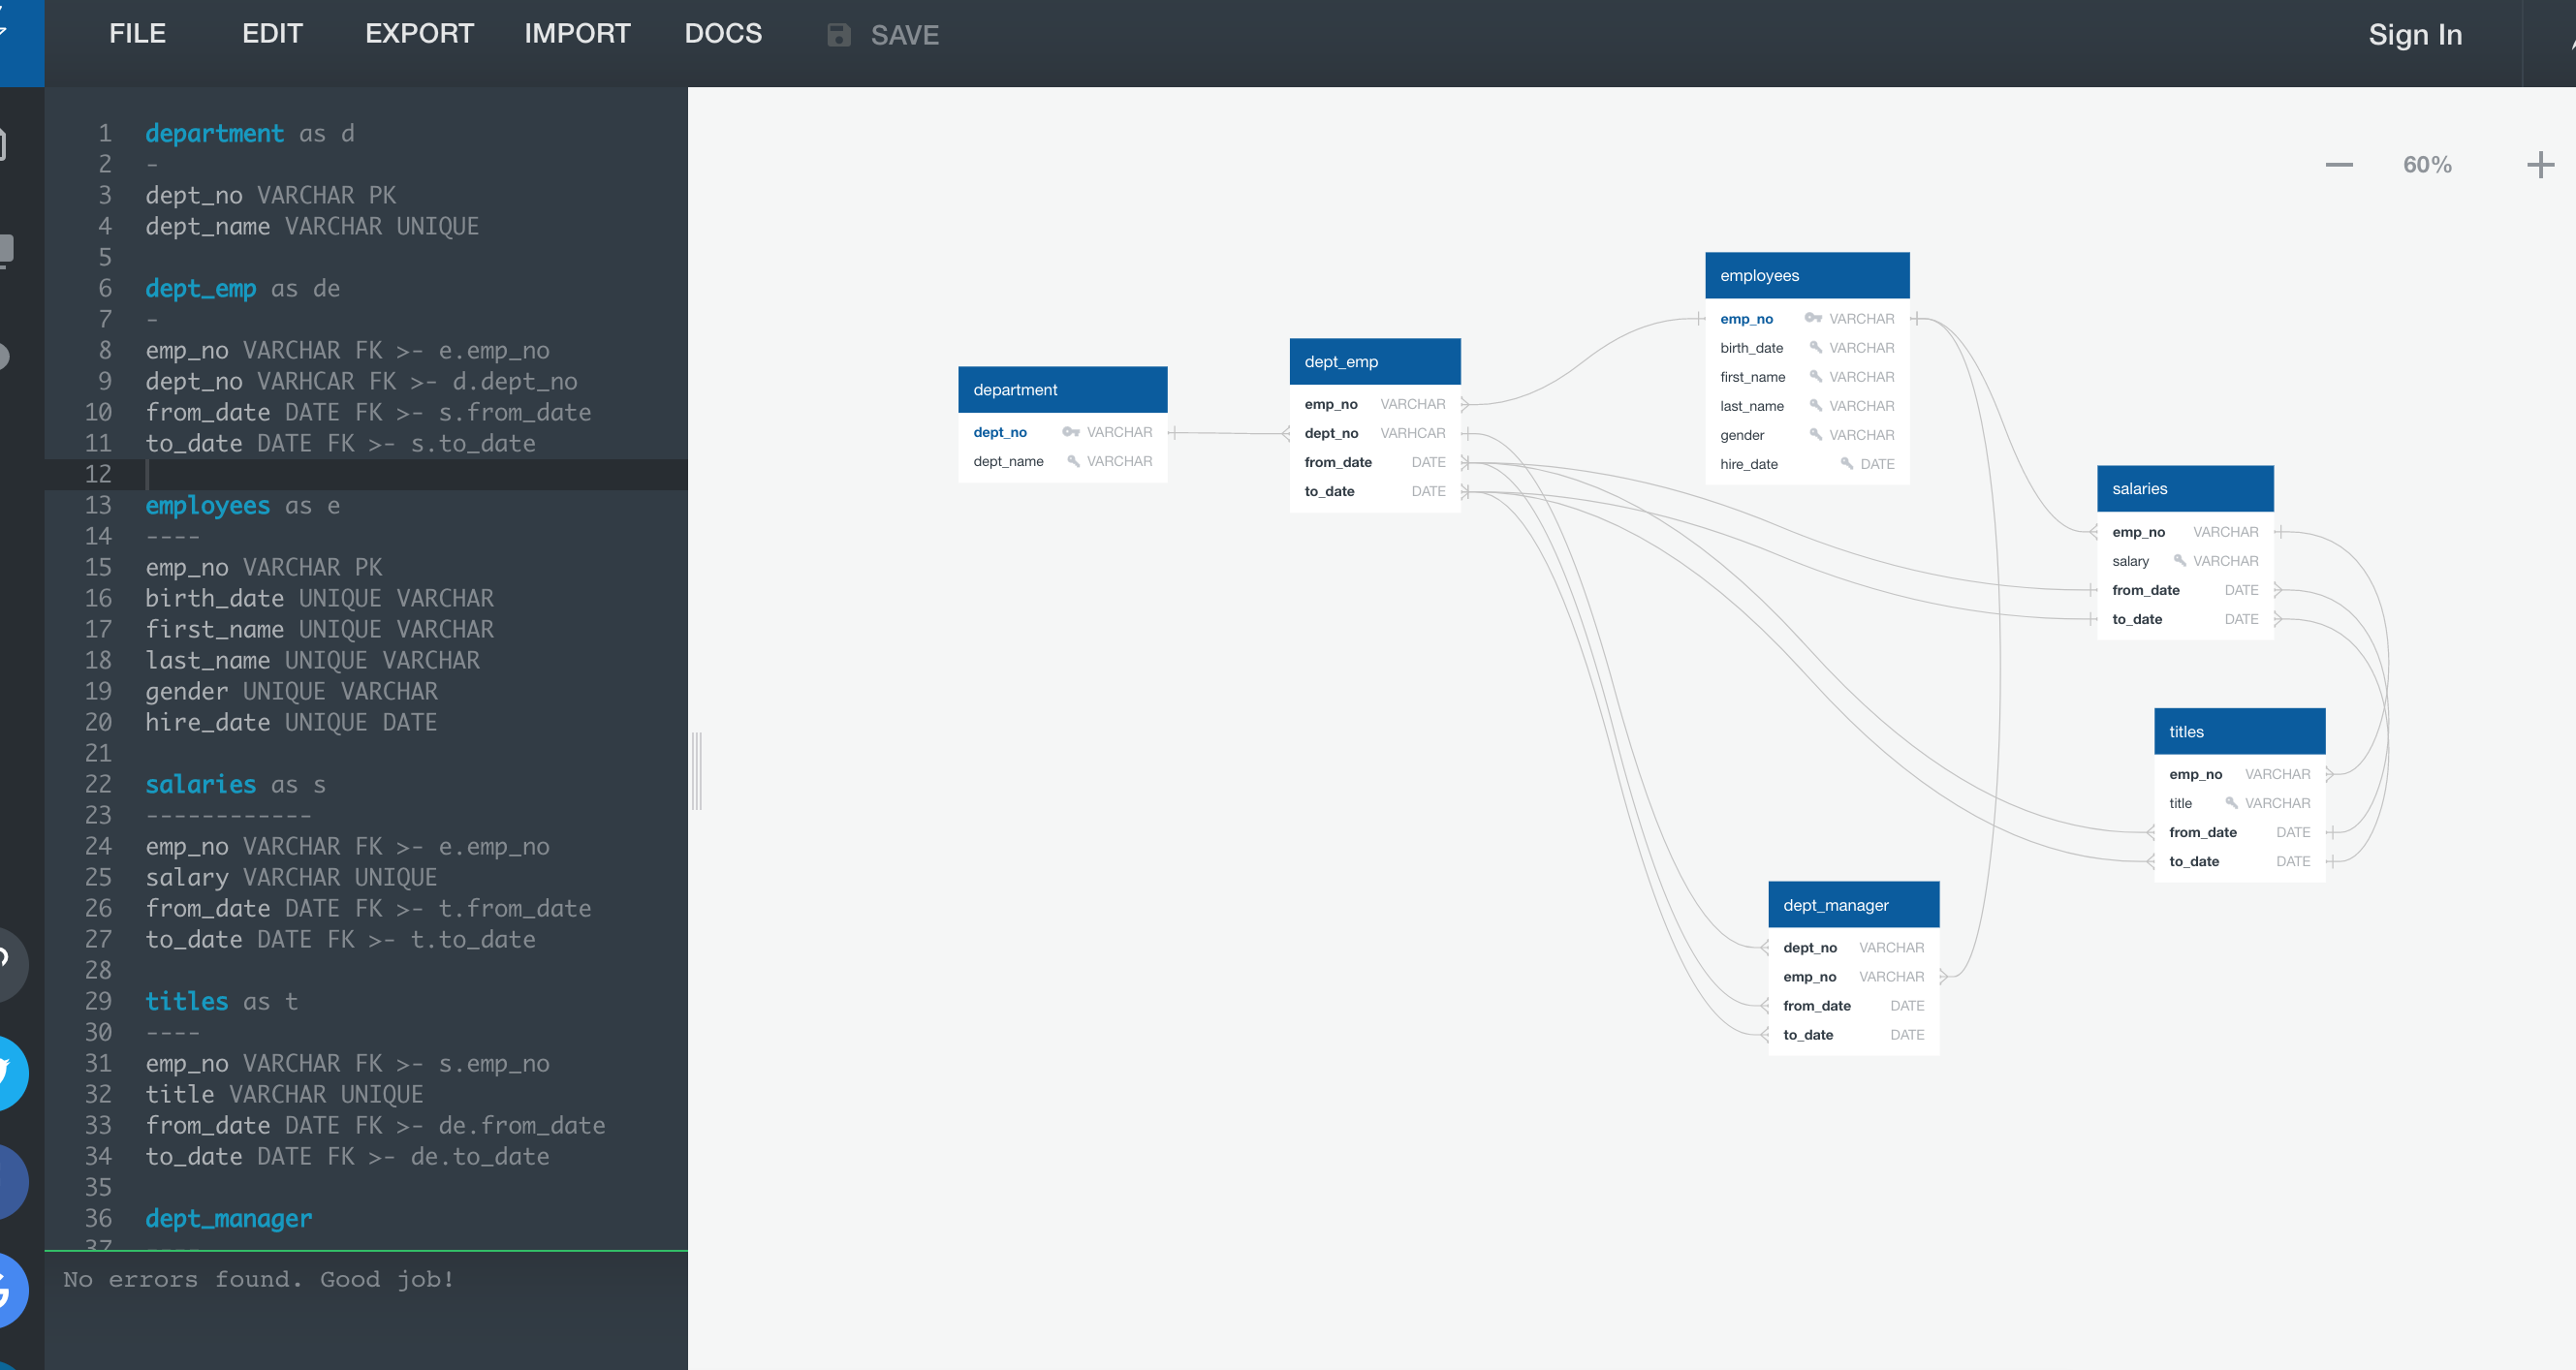 FILE EDIT EXPORT IMPORT DOCS SAVE Sign In
1 department as d
2 -
3 dept_no VARCHAR PK
4 dept_name VARCHAR UNIQUE
5
6 dept_emp as de
7 -
8 emp_no VARCHAR FK >- e.emp_no
9 dept_no VARHCAR FK >- d.dept_no
10 from_date DATE FK >- s.from_date
11 to_date DATE FK >- s.to_date
12
13 employees as e
14 ----
15 emp_no VARCHAR PK
16 birth_date UNIQUE VARCHAR
17 first_name UNIQUE VARCHAR
18 last_name UNIQUE VARCHAR
19 gender UNIQUE VARCHAR
20 hire_date UNIQUE DATE
21
22 salaries as s
23 ------------
24 emp_no VARCHAR FK >- e.emp_no
25 salary VARCHAR UNIQUE
26 from_date DATE FK >- t.from_date
27 to_date DATE FK >- t.to_date
28
29 titles as t
30 ----
31 emp_no VARCHAR FK >- s.emp_no
32 title VARCHAR UNIQUE
33 from_date DATE FK >- de.from_date
34 to_date DATE FK >- de.to_date
35
36 dept_manager
37 ----
No errors found. Good job!
60%
department
dept_no VARCHAR
dept_name VARCHAR
dept_emp
emp_no VARCHAR
dept_no VARHCAR
from_date DATE
to_date DATE
employees
emp_no VARCHAR
birth_date VARCHAR
first_name VARCHAR
last_name VARCHAR
gender VARCHAR
hire_date DATE
salaries
emp_no VARCHAR
salary VARCHAR
from_date DATE
to_date DATE
titles
emp_no VARCHAR
title VARCHAR
from_date DATE
to_date DATE
dept_manager
dept_no VARCHAR
emp_no VARCHAR
from_date DATE
to_date DATE